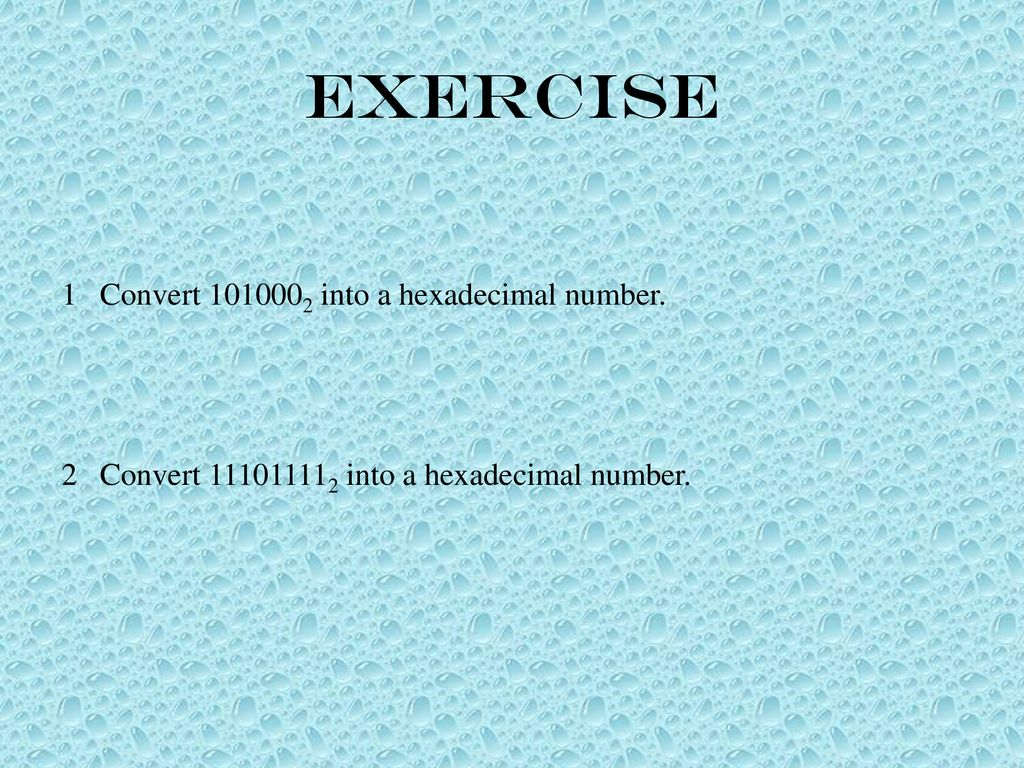 EXERCISE
1 Convert 101000₂ into a hexadecimal number.
2 Convert 11101111₂ into a hexadecimal number.